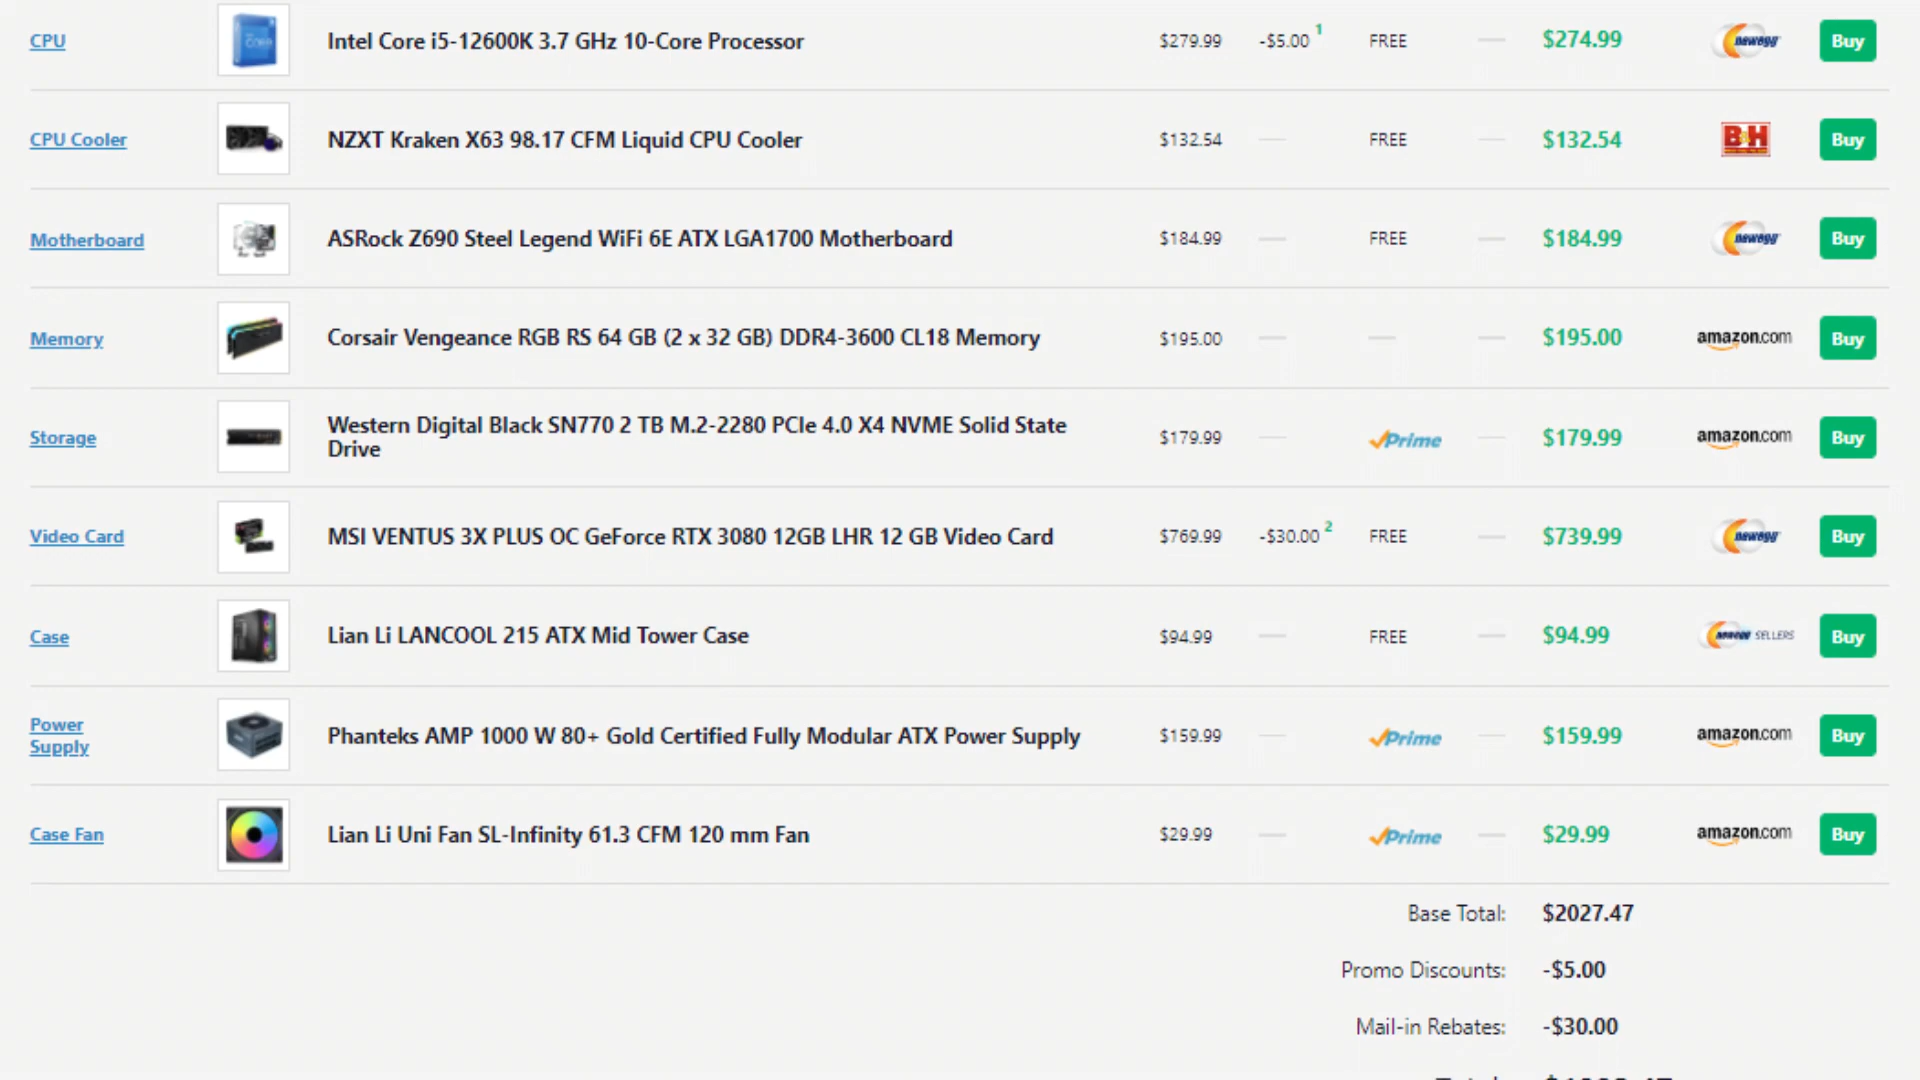 CPU Intel Core i5-12600K 3.7 GHz 10-Core Processor $279.99 -$5.00 1 FREE — $274.99 newegg Buy
CPU Cooler NZXT Kraken X63 98.17 CFM Liquid CPU Cooler $132.54 — FREE — $132.54 B&H Buy
Motherboard ASRock Z690 Steel Legend WiFi 6E ATX LGA1700 Motherboard $184.99 — FREE — $184.99 newegg Buy
Memory Corsair Vengeance RGB RS 64 GB (2 x 32 GB) DDR4-3600 CL18 Memory $195.00 — — — $195.00 amazon.com Buy
Storage Western Digital Black SN770 2 TB M.2-2280 PCIe 4.0 X4 NVME Solid State
Drive $179.99 — Prime — $179.99 amazon.com Buy
Video Card MSI VENTUS 3X PLUS OC GeForce RTX 3080 12GB LHR 12 GB Video Card $769.99 -$30.00 2 FREE — $739.99 newegg Buy
Case Lian Li LANCOOL 215 ATX Mid Tower Case $94.99 — FREE — $94.99 newegg SELLERS Buy
Power
Supply Phanteks AMP 1000 W 80+ Gold Certified Fully Modular ATX Power Supply $159.99 — Prime — $159.99 amazon.com Buy
Case Fan Lian Li Uni Fan SL-Infinity 61.3 CFM 120 mm Fan $29.99 — Prime — $29.99 amazon.com Buy
Base Total: $2027.47
Promo Discounts: -$5.00
Mail-in Rebates: -$30.00